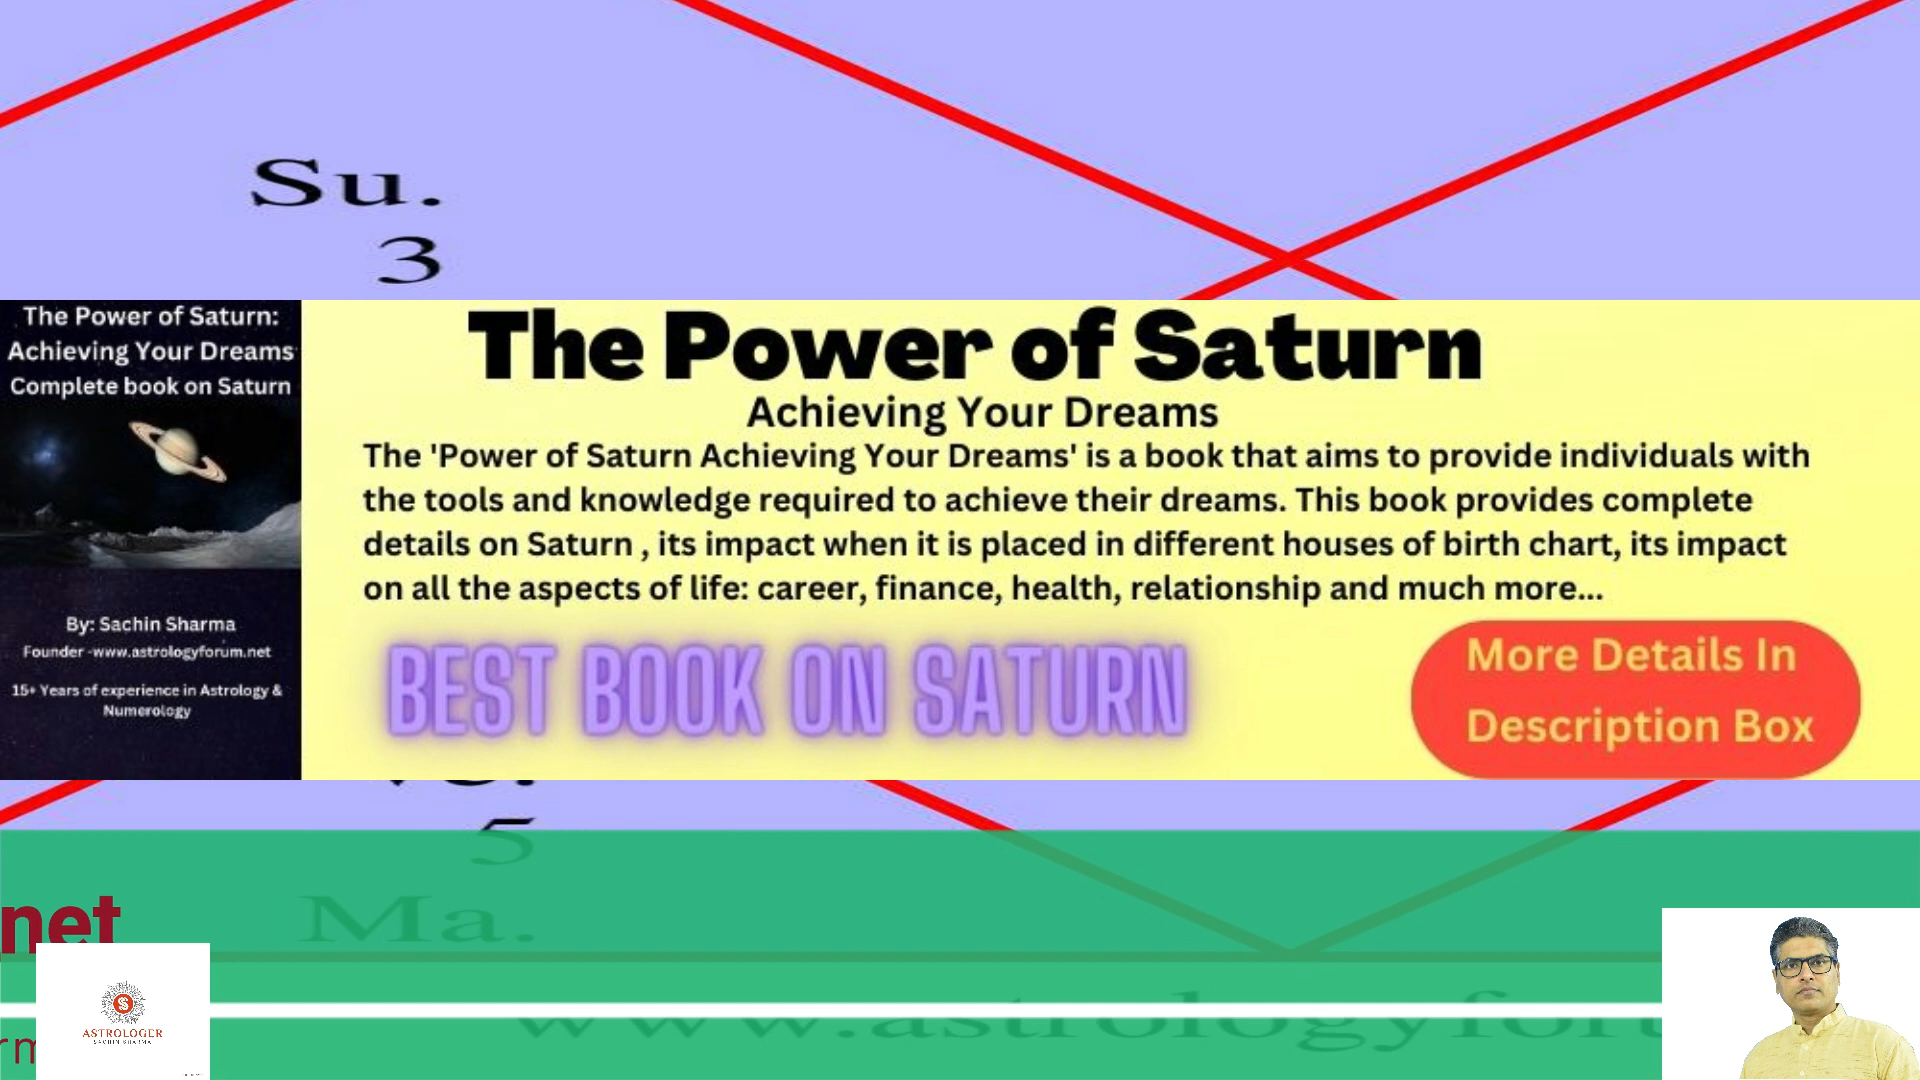 Su.
3
The Power of Saturn:
Achieving Your Dreams
Complete book on Saturn
By: Sachin Sharma
Founder -www.astrologyforum.net
15+ Years of experience in Astrology &
Numerology
The Power of Saturn
Achieving Your Dreams
The 'Power of Saturn Achieving Your Dreams' is a book that aims to provide individuals with
the tools and knowledge required to achieve their dreams. This book provides complete
details on Saturn , its impact when it is placed in different houses of birth chart, its impact
on all the aspects of life: career, finance, health, relationship and much more...
BEST BOOK ON SATURN
More Details In
Description Box
5
Ma.
net
www.astrologyfor
ASTROLOGER
SACHIN SHARMA